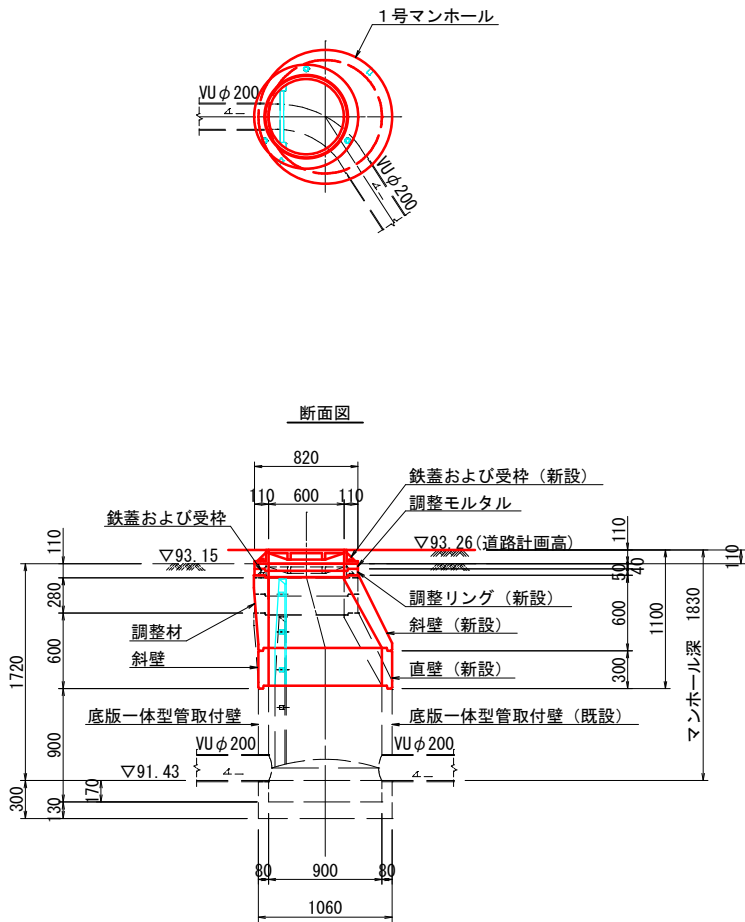 1号マンホール
VUφ200
VUφ200
断面図
820
110 600 110
鉄蓋および受枠（新設）
調整モルタル
鉄蓋および受枠
▽93.15
▽93.26(道路計画高)
110
110
110
50
40
調整リング（新設）
280
600
斜壁（新設）
調整材
斜壁
600
1100
1830
1720
直壁（新設）
300
マンホール深
底版一体型管取付壁
底版一体型管取付壁（既設）
900
VUφ200
VUφ200
▽91.43
300
170
130
80 900 80
1060